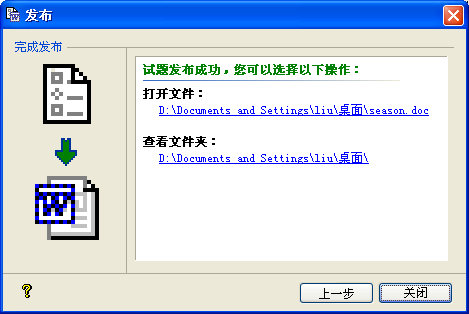 发布
完成发布
试题发布成功，您可以选择以下操作：
打开文件：
D:\Documents and Settings\liu\桌面\season.doc
查看文件夹：
D:\Documents and Settings\liu\桌面\
?
上一步
关闭